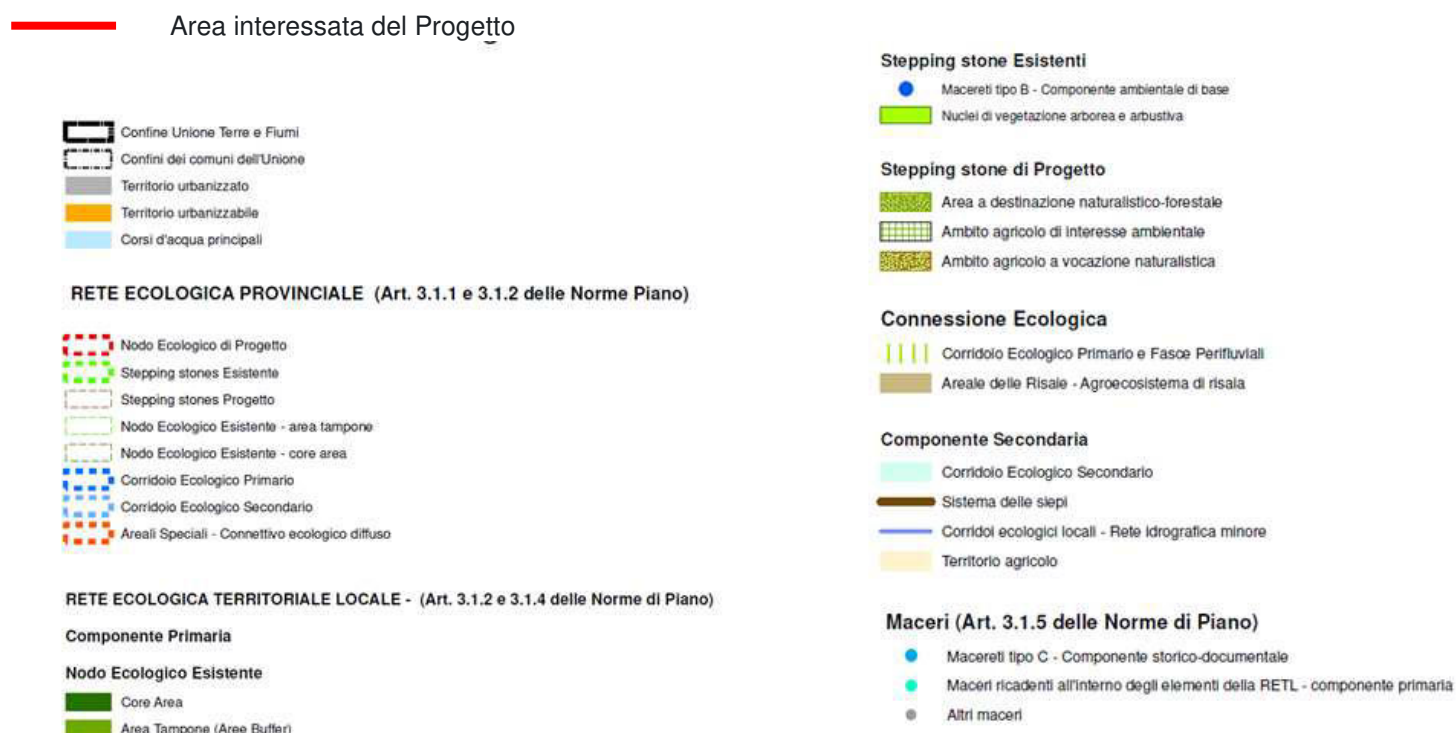 Area interessata del Progetto
Confine Unione Terre e Fiumi
Confini dei comuni dell'Unione
Territorio urbanizzato
Territorio urbanizzabile
Corsi d'acqua principali
RETE ECOLOGICA PROVINCIALE (Art. 3.1.1 e 3.1.2 delle Norme Piano)
Nodo Ecologico di Progetto
Stepping stones Esistente
Stepping stones Progetto
Nodo Ecologico Esistente - area tampone
Nodo Ecologico Esistente - core area
Corridoio Ecologico Primario
Corridoio Ecologico Secondario
Areali Speciali - Connettivo ecologico diffuso
RETE ECOLOGICA TERRITORIALE LOCALE - (Art. 3.1.2 e 3.1.4 delle Norme di Piano)
Componente Primaria
Nodo Ecologico Esistente
Core Area
Area Tampone (Aree Buffer)
Stepping stone Esistenti
Macereti tipo B - Componente ambientale di base
Nuclei di vegetazione arborea e arbustiva
Stepping stone di Progetto
Area a destinazione naturalistico-forestale
Ambito agricolo di interesse ambientale
Ambito agricolo a vocazione naturalistica
Connessione Ecologica
Corridoio Ecologico Primario e Fasce Perifluviali
Areale delle Risaie - Agroecosistema di risaia
Componente Secondaria
Corridoio Ecologico Secondario
Sistema delle siepi
Corridoi ecologici locali - Rete Idrografica minore
Territorio agricolo
Maceri (Art. 3.1.5 delle Norme di Piano)
Macereti tipo C - Componente storico-documentale
Maceri ricadenti all'interno degli elementi della RETL - componente primaria
Altri maceri